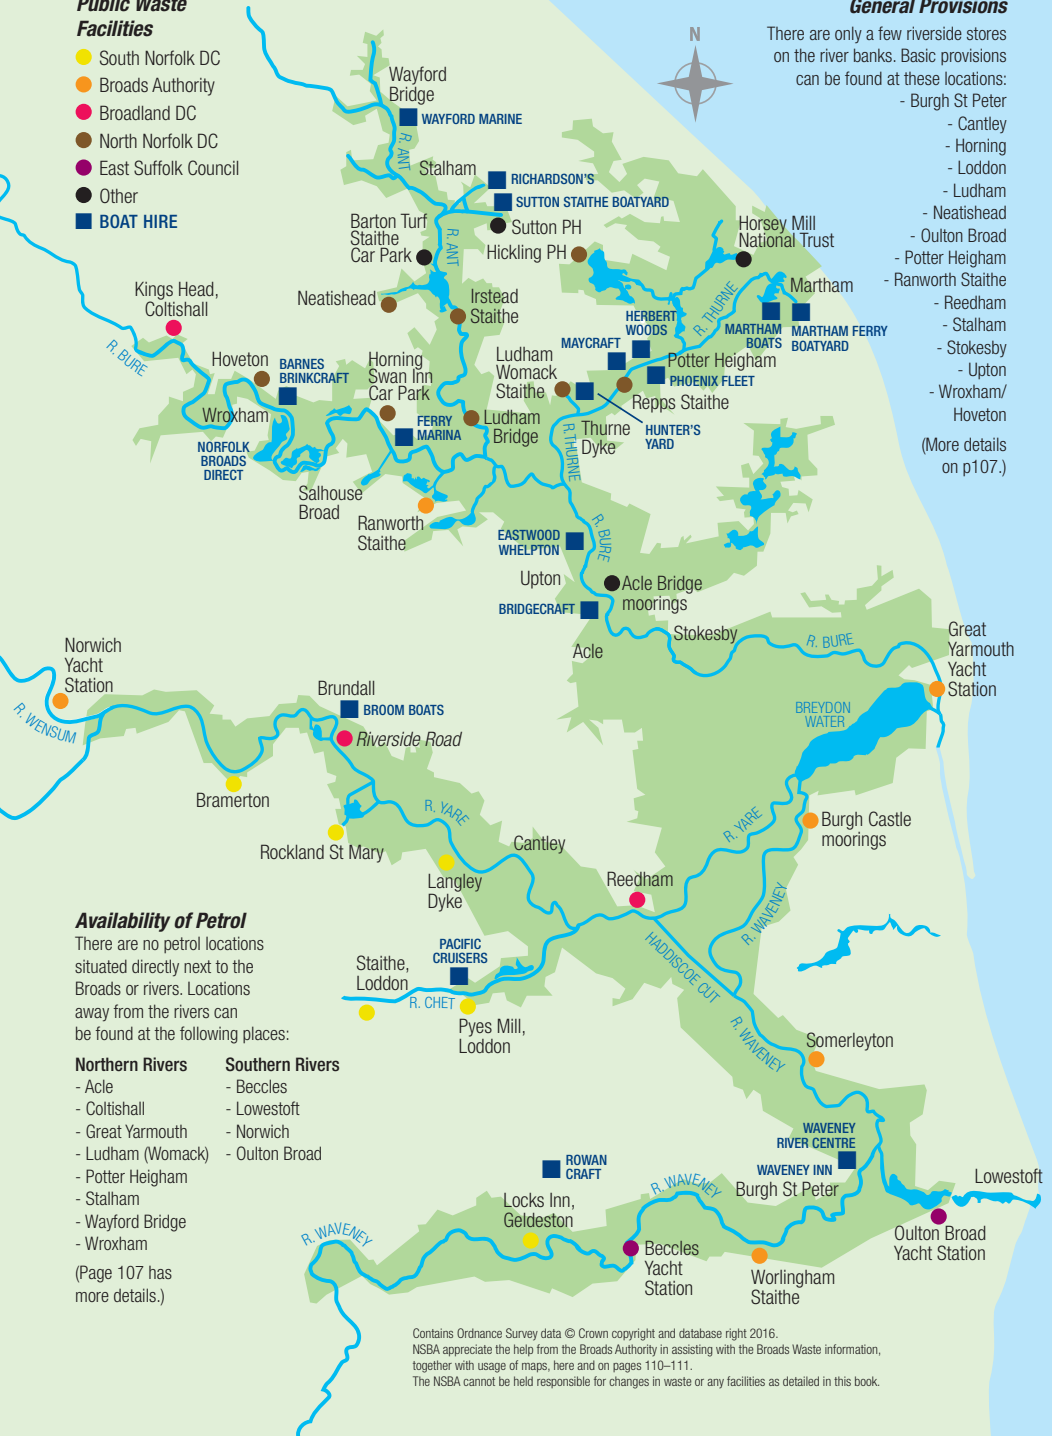 Public Waste
Facilities
South Norfolk DC
Broads Authority
Broadland DC
North Norfolk DC
East Suffolk Council
Other
BOAT HIRE
General Provisions
There are only a few riverside stores
on the river banks. Basic provisions
can be found at these locations:
- Burgh St Peter
- Cantley
- Horning
- Loddon
- Ludham
- Neatishead
- Oulton Broad
- Potter Heigham
- Ranworth Staithe
- Reedham
- Stalham
- Stokesby
- Upton
- Wroxham/
Hoveton
(More details
on p107.)
N
Wayford
Bridge
WAYFORD MARINE
R. ANT
Stalham
RICHARDSON'S
SUTTON STAITHE BOATYARD
Sutton PH
Barton Turf
Staithe
Car Park
R. ANT
Hickling PH
Horsey Mill
National Trust
Neatishead
Irstead
Staithe
Martham
R. THURNE
HERBERT
WOODS
MARTHAM
BOATS
MARTHAM FERRY
BOATYARD
Kings Head,
Coltishall
R. BURE
Hoveton
BARNES
BRINKCRAFT
Wroxham
NORFOLK
BROADS
DIRECT
Horning
Swan Inn
Car Park
FERRY
MARINA
MAYCRAFT
Ludham
Womack
Staithe
Potter Heigham
PHOENIX FLEET
Repps Staithe
HUNTER'S
YARD
Ludham
Bridge
Thurne
Dyke
R.THURNE
Salhouse
Broad
Ranworth
Staithe
R. BURE
EASTWOOD
WHELPTON
Upton
Acle Bridge
moorings
BRIDGECRAFT
Acle
Stokesby
R. BURE
Great
Yarmouth
Yacht
Station
BREYDON
WATER
Norwich
Yacht
Station
R. WENSUM
Brundall
BROOM BOATS
Riverside Road
Bramerton
Rockland St Mary
R. YARE
Langley
Dyke
Cantley
Reedham
R. YARE
Burgh Castle
moorings
R. WAVENEY
HADDISCOE CUT
PACIFIC
CRUISERS
Staithe,
Loddon
R. CHET
Pyes Mill,
Loddon
R. WAVENEY
Somerleyton
WAVENEY
RIVER CENTRE
WAVENEY INN
Burgh St Peter
ROWAN
CRAFT
Locks Inn,
Geldeston
R. WAVENEY
R. WAVENEY
Beccles
Yacht
Station
Worlingham
Staithe
Lowestoft
Oulton Broad
Yacht Station
Availability of Petrol
There are no petrol locations
situated directly next to the
Broads or rivers. Locations
away from the rivers can
be found at the following places:
Northern Rivers
- Acle
- Coltishall
- Great Yarmouth
- Ludham (Womack)
- Potter Heigham
- Stalham
- Wayford Bridge
- Wroxham
Southern Rivers
- Beccles
- Lowestoft
- Norwich
- Oulton Broad
(Page 107 has
more details.)
Contains Ordnance Survey data © Crown copyright and database right 2016.
NSBA appreciate the help from the Broads Authority in assisting with the Broads Waste information,
together with usage of maps, here and on pages 110–111.
The NSBA cannot be held responsible for changes in waste or any facilities as detailed in this book.